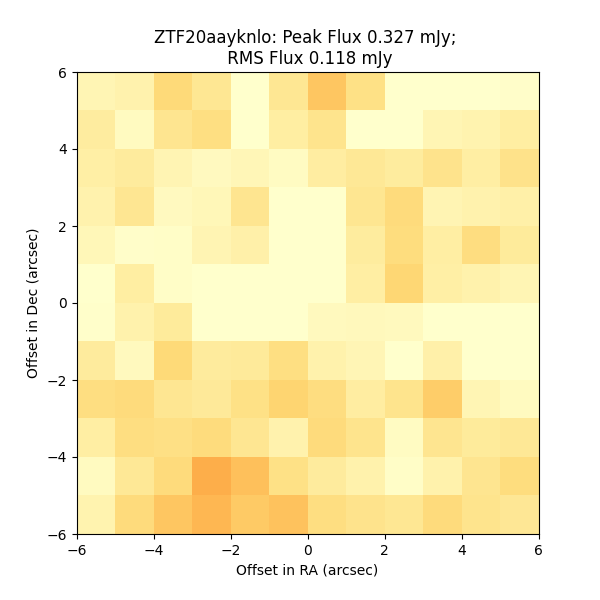 ZTF20aayknlo: Peak Flux 0.327 mJy;
RMS Flux 0.118 mJy
6
4
2
0
−2
−4
−6
Offset in Dec (arcsec)
−6 −4 −2 0 2 4 6
Offset in RA (arcsec)